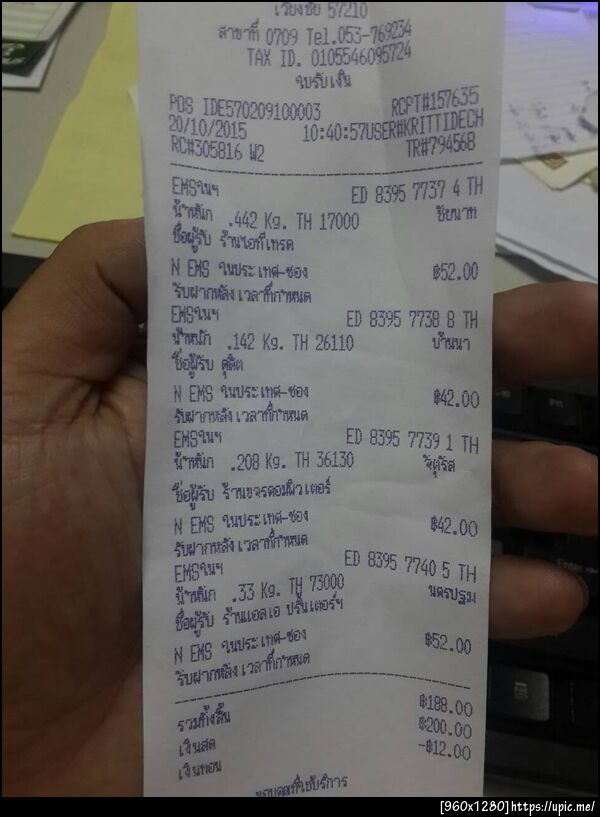 เวียงชัย 57210
สาขาที่ 0709 Tel.053-769234
TAX ID. 0105546095724
ใบรับเงิน
POS IDE570209100003 RCPT#157635
20/10/2015 10:40:57USER#KRITTIDECH
RC#305816 W2 TR#794568
EMSในฯ ED 8395 7737 4 TH
น้ำหนัก .442 Kg. TH 17000 ชัยนาท
ชื่อผู้รับ ร้านไอทีเทรด
N EMS ในประเทศ-ซอง ฿52.00
รับฝากหลังเวลาที่กำหนด
EMSในฯ ED 8395 7738 8 TH
น้ำหนัก .142 Kg. TH 26110 บ้านนา
ชื่อผู้รับ ดุสิต
N EMS ในประเทศ-ซอง ฿42.00
รับฝากหลังเวลาที่กำหนด
EMSในฯ ED 8395 7739 1 TH
น้ำหนัก .208 Kg. TH 36130 จัตุรัส
ชื่อผู้รับ ร้านขจรคอมพิวเตอร์
N EMS ในประเทศ-ซอง ฿42.00
รับฝากหลังเวลาที่กำหนด
EMSในฯ ED 8395 7740 5 TH
น้ำหนัก .33 Kg. TH 73000 นครปฐม
ชื่อผู้รับ ร้านแอลเอ ปริ้นเตอร์ฯ
N EMS ในประเทศ-ซอง ฿52.00
รับฝากหลังเวลาที่กำหนด
รวมทั้งสิ้น ฿188.00
เงินสด ฿200.00
เงินทอน -฿12.00
ขอบคุณที่ใช้บริการ
Enter
[960x1280]https://upic.me/